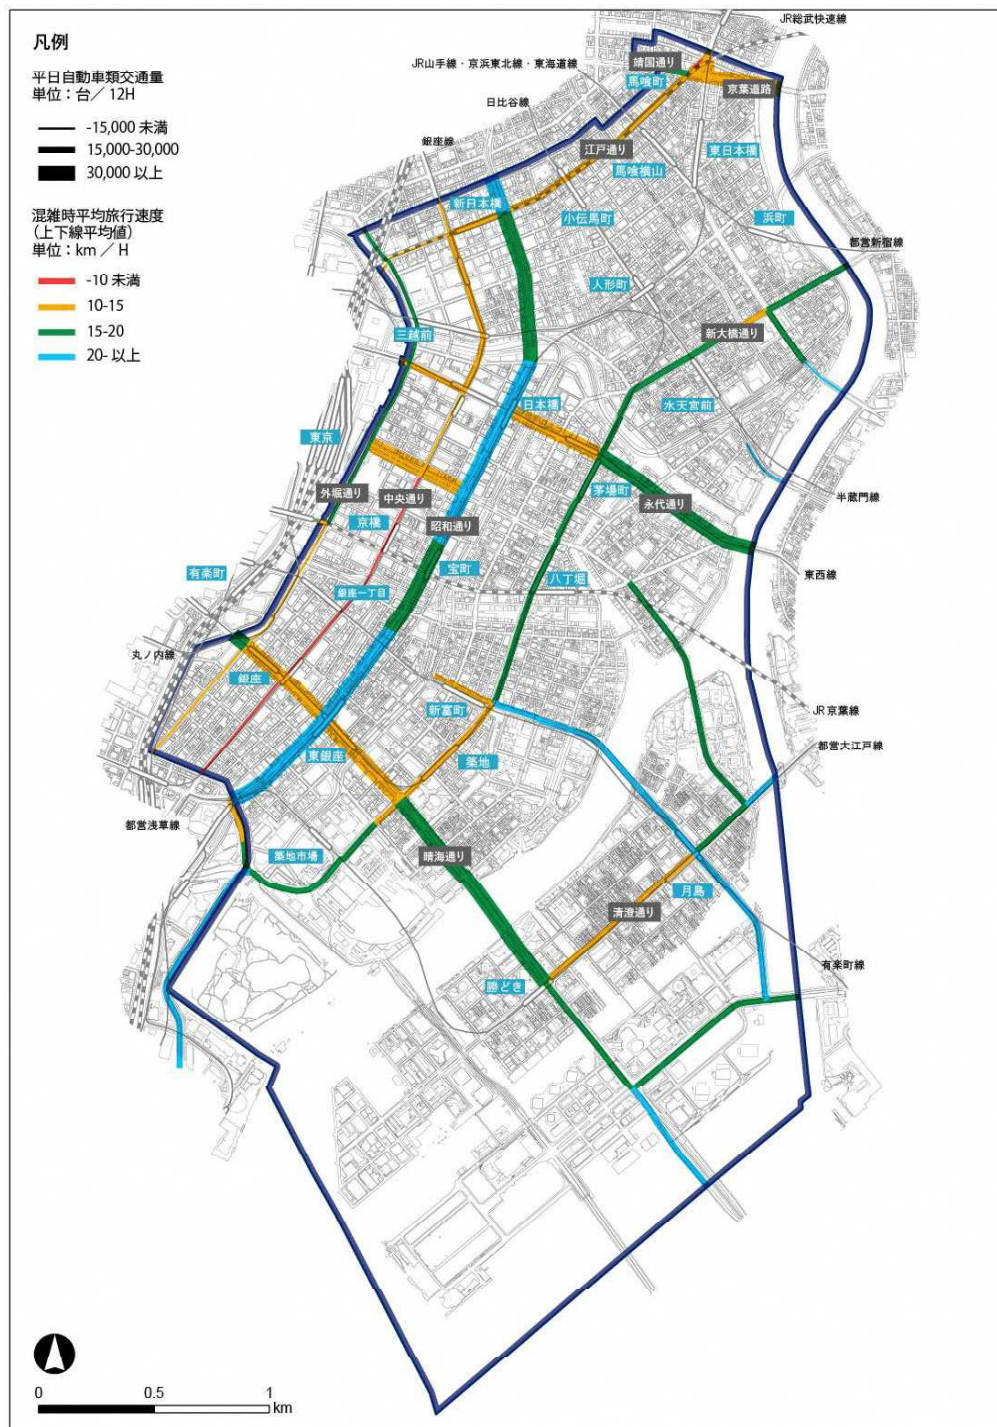 凡例
平日自動車類交通量
単位：台／ 12H
-15,000 未満
15,000-30,000
30,000 以上
混雑時平均旅行速度
（上下線平均値）
単位：km ／ H
-10 未満
10-15
15-20
20- 以上
JR総武快速線
靖国通り
JR山手線・京浜東北線・東海道線
馬喰町
京葉道路
日比谷線
銀座線
江戸通り
東日本橋
馬喰横山
新日本橋
小伝馬町
浜町
都営新宿線
人形町
三越前
新大橋通り
日本橋
水天宮前
東京
外堀通り
中央通り
茅場町
半蔵門線
永代通り
京橋
昭和通り
宝町
東西線
有楽町
八丁堀
銀座一丁目
丸ノ内線
銀座
新富町
JR京葉線
東銀座
築地
都営大江戸線
都営浅草線
築地市場
晴海通り
月島
清澄通り
有楽町線
勝どき
0
0.5
1
km